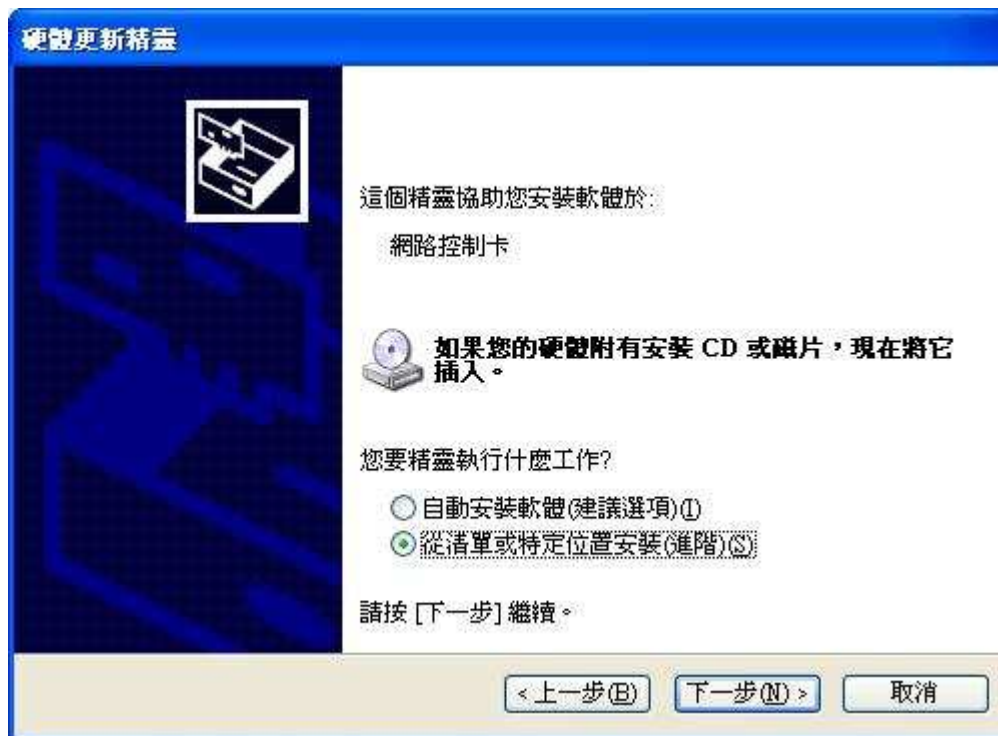 硬體更新精靈
這個精靈協助您安裝軟體於:
網路控制卡
如果您的硬體附有安裝 CD 或磁片，現在將它
插入。
您要精靈執行什麼工作?
自動安裝軟體(建議選項)(I)
從清單或特定位置安裝(進階)(S)
請按 [下一步] 繼續。
< 上一步(B)
下一步(N) >
取消